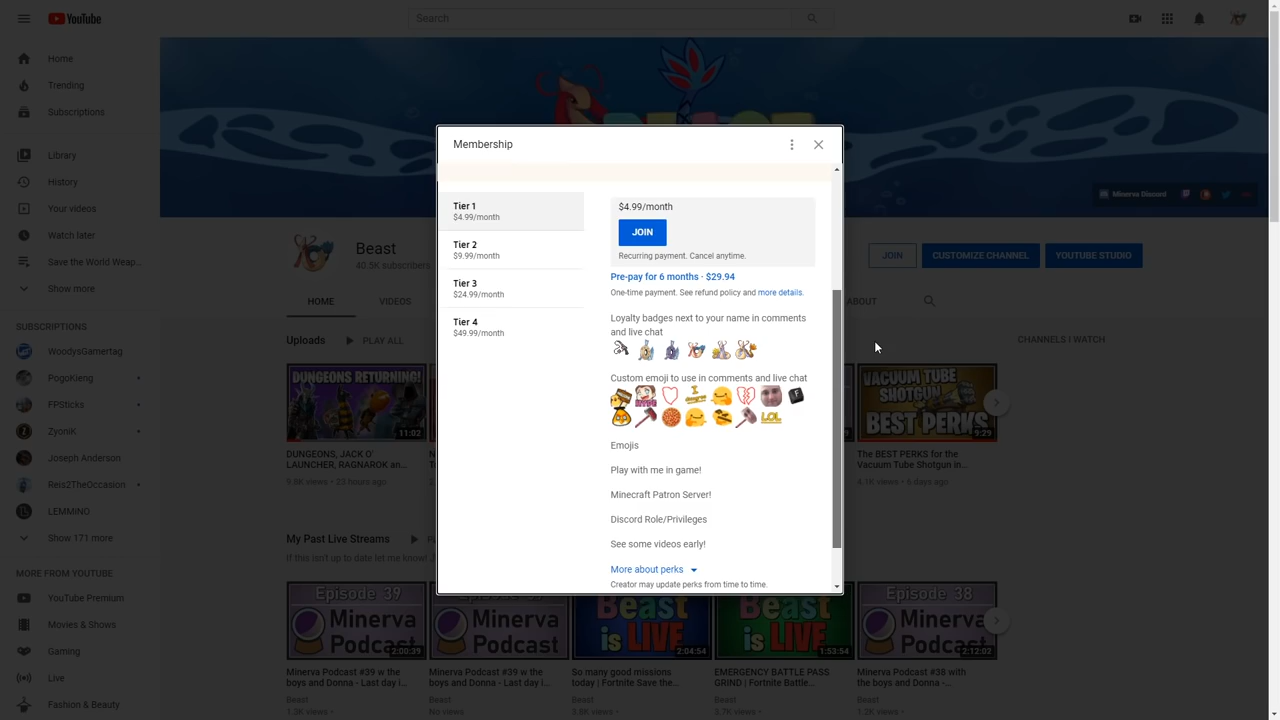 YouTube
Search
Home
Trending
Subscriptions
Library
History
Your videos
Watch later
Save the World Weap...
Show more
SUBSCRIPTIONS
WoodysGamertag
PogoKieng
FPSticks
ZyoniK
Joseph Anderson
Reis2TheOccasion
LEMMINO
Show 171 more
MORE FROM YOUTUBE
YouTube Premium
Movies & Shows
Gaming
Live
Fashion & Beauty
Minerva Discord
Beast
40.5K subscribers
JOIN
CUSTOMIZE CHANNEL
YOUTUBE STUDIO
HOME
VIDEOS
ABOUT
Uploads
PLAY ALL
CHANNELS I WATCH
DUNGEONS RETURNING!
11:02
DUNGEONS, JACK O'
LAUNCHER, RAGNAROK an...
9.8K views • 23 hours ago
VACUUM TUBE
SHOTGUN
BEST PERKS
9:29
The BEST PERKS for the
Vacuum Tube Shotgun in...
4.1K views • 6 days ago
My Past Live Streams
If this isn't up to date let me know!
Membership
Tier 1
$4.99/month
Tier 2
$9.99/month
Tier 3
$24.99/month
Tier 4
$49.99/month
$4.99/month
JOIN
Recurring payment. Cancel anytime.
Pre-pay for 6 months · $29.94
One-time payment. See refund policy and more details.
Loyalty badges next to your name in comments
and live chat
Custom emoji to use in comments and live chat
F
LOL
Emojis
Play with me in game!
Minecraft Patron Server!
Discord Role/Privileges
See some videos early!
More about perks
Creator may update perks from time to time.
Episode 39
Minerva
Podcast
2:00:39
Minerva Podcast #39 w the
boys and Donna - Last day i...
Beast
1.3K views •
Minerva
Podcast
Minerva Podcast #39 w the
boys and Donna - Last day i...
Beast
No views
Beast
is LIVE
2:04:54
So many good missions
today | Fortnite Save the...
Beast
3.8K views •
Beast
is LIVE
1:53:54
EMERGENCY BATTLE PASS
GRIND | Fortnite Battle...
Beast
3.7K views •
Episode 38
Minerva
Podcast
2:12:02
Minerva Podcast #38 with
the boys and Donna -...
Beast
1.2K views •